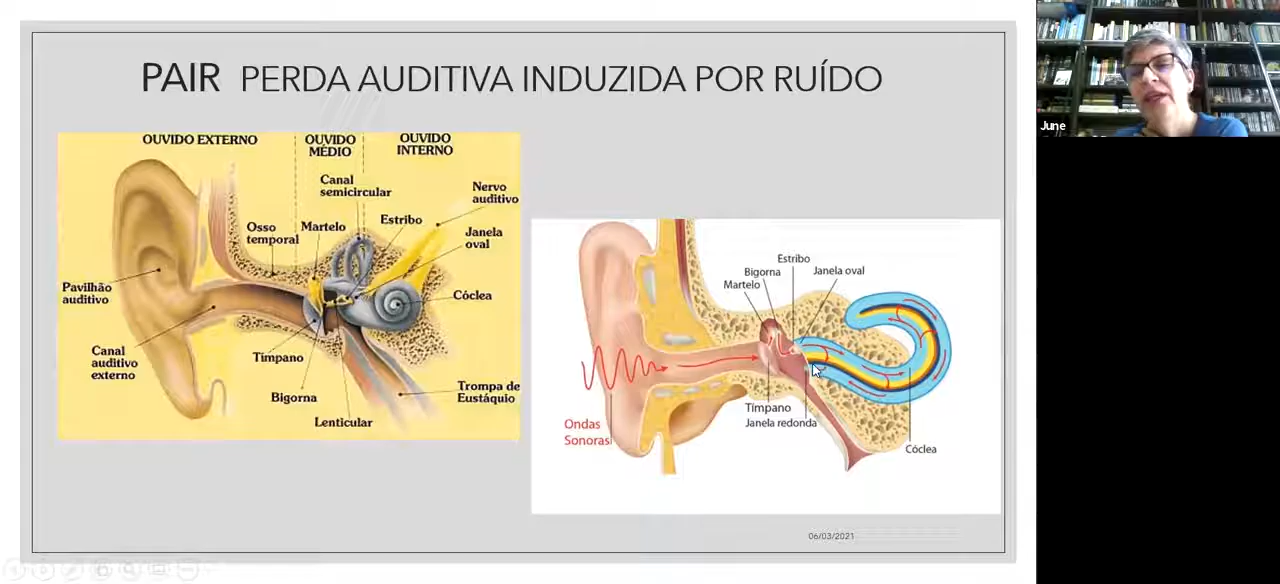 PAIR PERDA AUDITIVA INDUZIDA POR RUÍDO
OUVIDO EXTERNO
OUVIDO
MÉDIO
OUVIDO
INTERNO
Canal
semicircular
Nervo
auditivo
Osso
temporal
Martelo
Estribo
Janela
oval
Pavilhão
auditivo
Cóclea
Canal
auditivo
externo
Tímpano
Bigorna
Lenticular
Trompa de
Eustáquio
Estribo
Bigorna
Janela oval
Martelo
Ondas
Sonoras
Tímpano
Janela redonda
Cóclea
06/03/2021
June